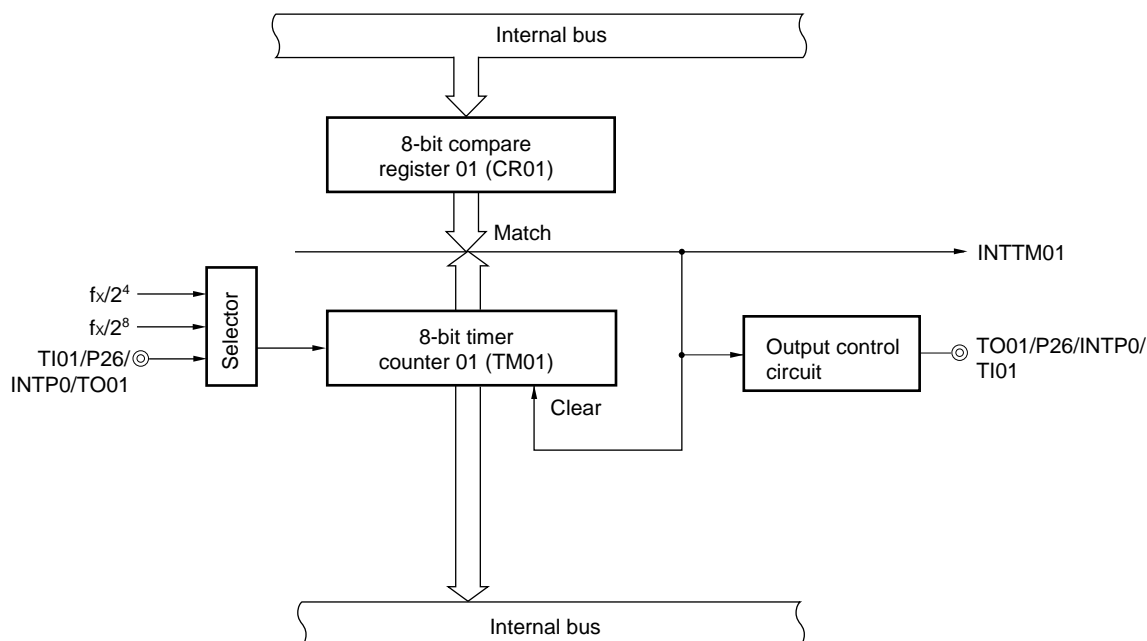 Internal bus
8-bit compare
register 01 (CR01)
Match
INTTM01
fx/2⁴
fx/2⁸
TI01/P26/
INTP0/TO01
Selector
8-bit timer
counter 01 (TM01)
Clear
Output control
circuit
TO01/P26/INTP0/
TI01
Internal bus